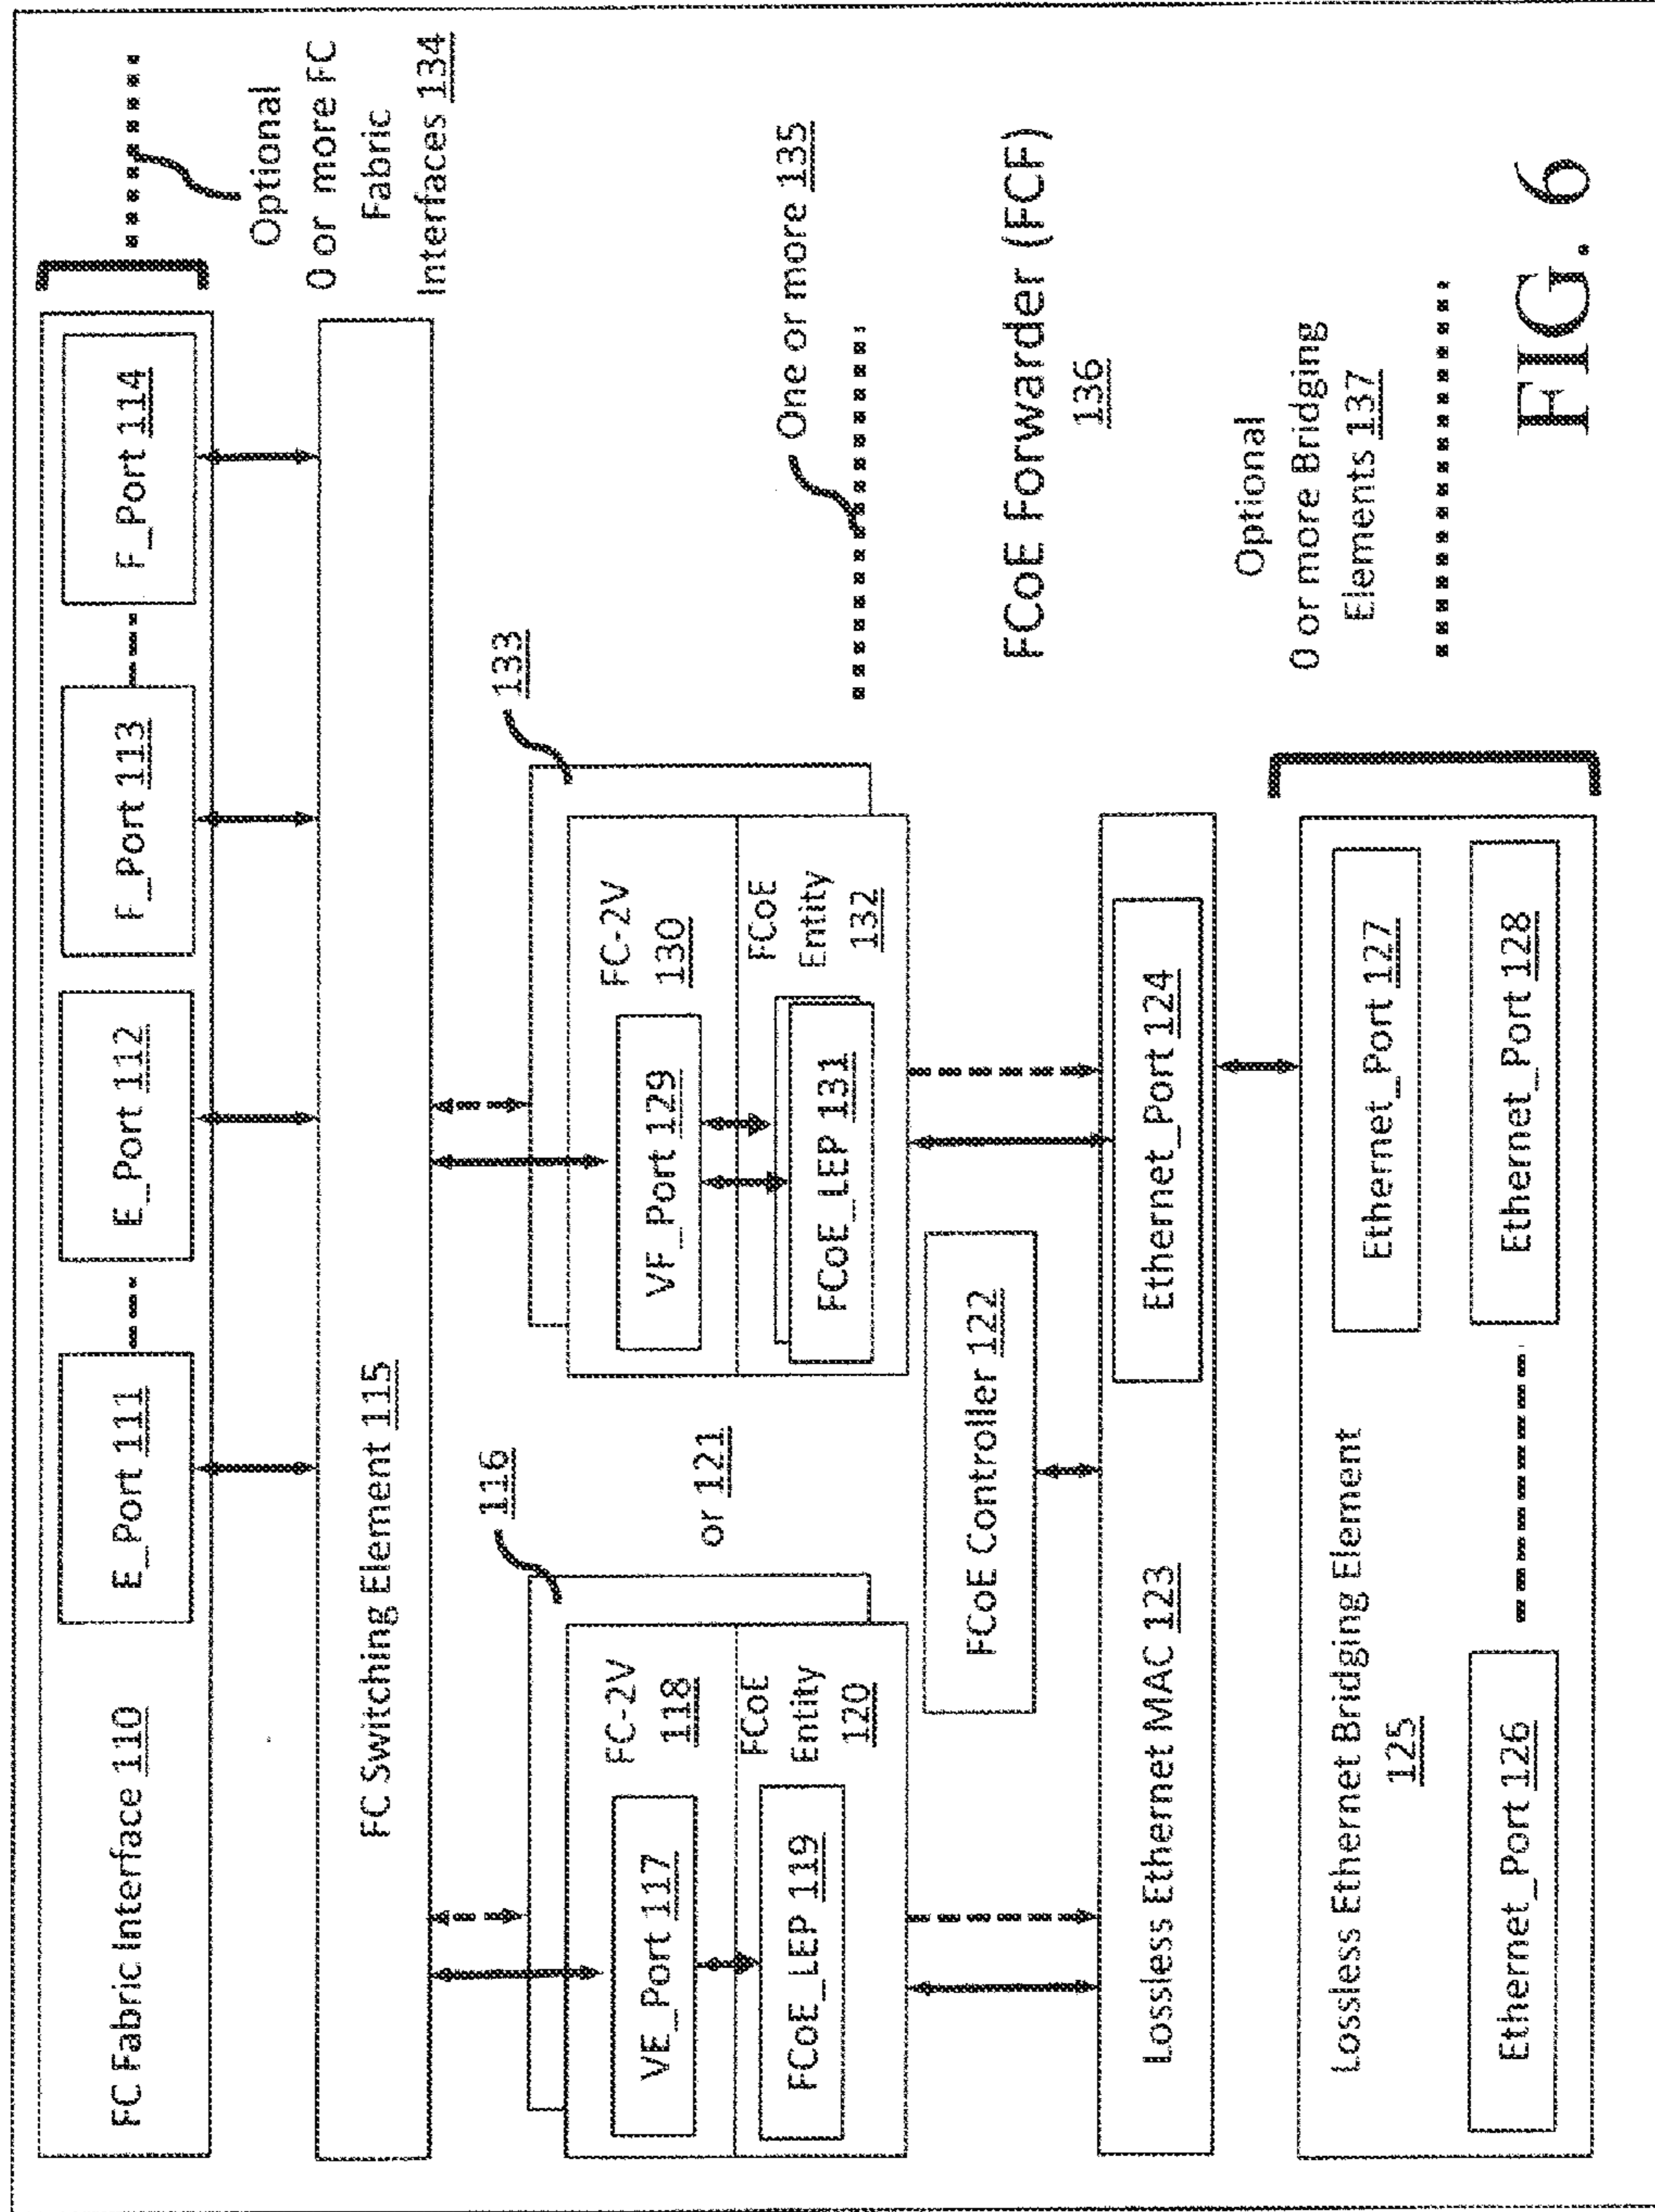 FC Fabric Interface 110
E_Port 111
E_Port 112
F_Port 113
F_Port 114
Optional
0 or more FC
Fabric
Interfaces 134
FC Switching Element 115
116
133
VE_Port 117
FC-2V
118
FCoE_LEP 119
FCoE
Entity
120
or 121
VF_Port 129
FC-2V
130
FCoE_LEP 131
FCoE
Entity
132
One or more 135
FCoE Controller 122
FCoE Forwarder (FCF)
136
Lossless Ethernet MAC 123
Ethernet_Port 124
Lossless Ethernet Bridging Element
125
Ethernet_Port 126
Ethernet_Port 127
Ethernet_Port 128
Optional
0 or more Bridging
Elements 137
FIG. 6